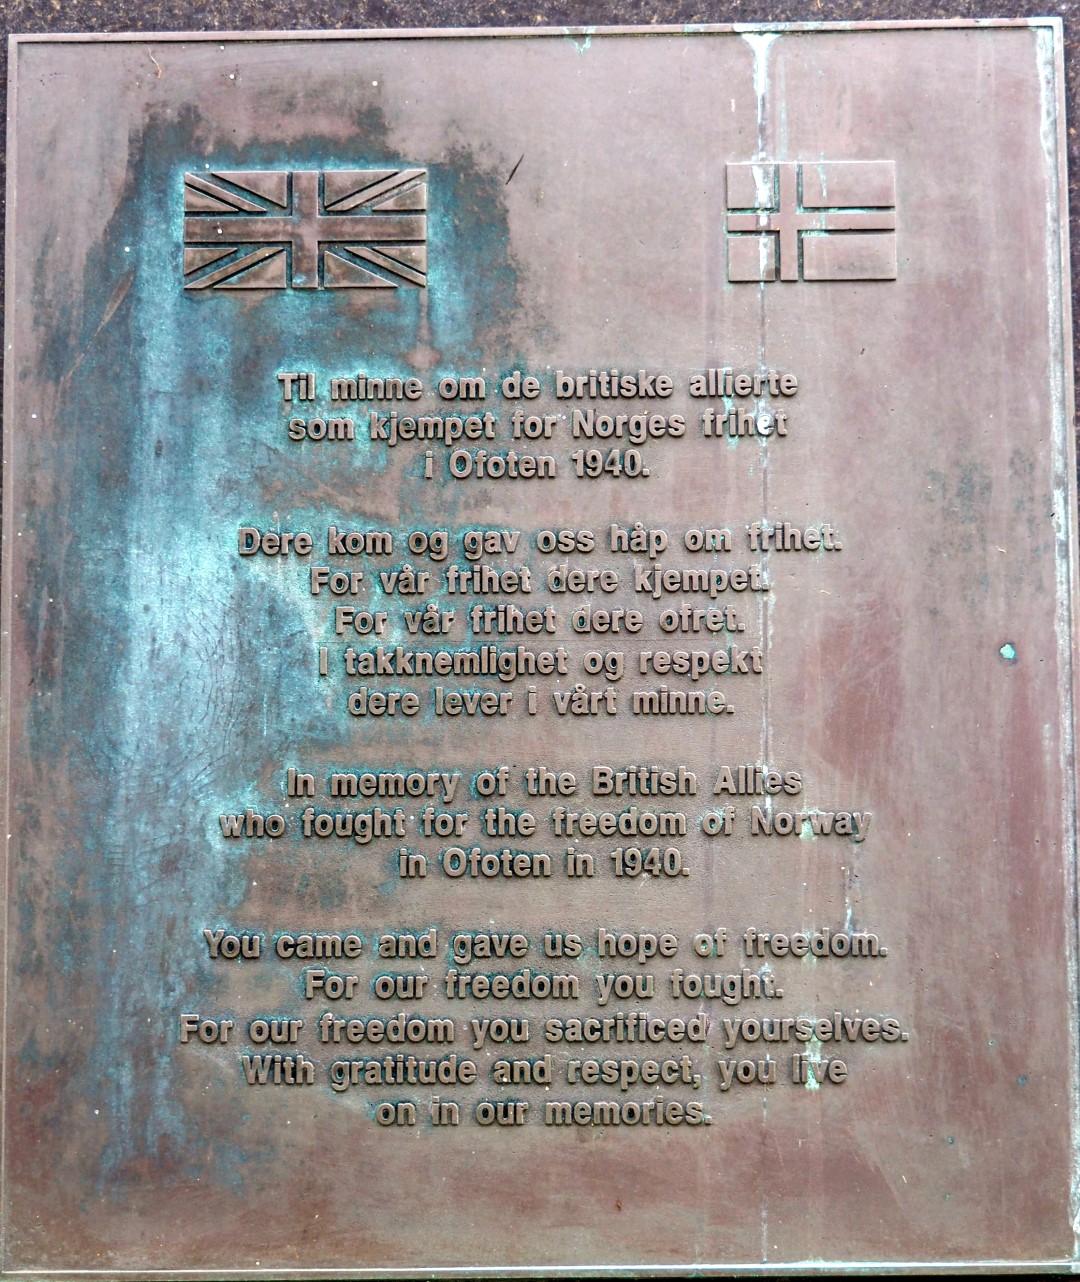 Til minne om de britiske allierte
som kjempet for Norges frihet
i Ofoten 1940.
Dere kom og gav oss håp om frihet.
For vår frihet dere kjempet.
For vår frihet dere ofret.
I takknemlighet og respekt
dere lever i vårt minne.
In memory of the British Allies
who fought for the freedom of Norway
in Ofoten in 1940.
You came and gave us hope of freedom.
For our freedom you fought.
For our freedom you sacrificed yourselves.
With gratitude and respect, you live
on in our memories.